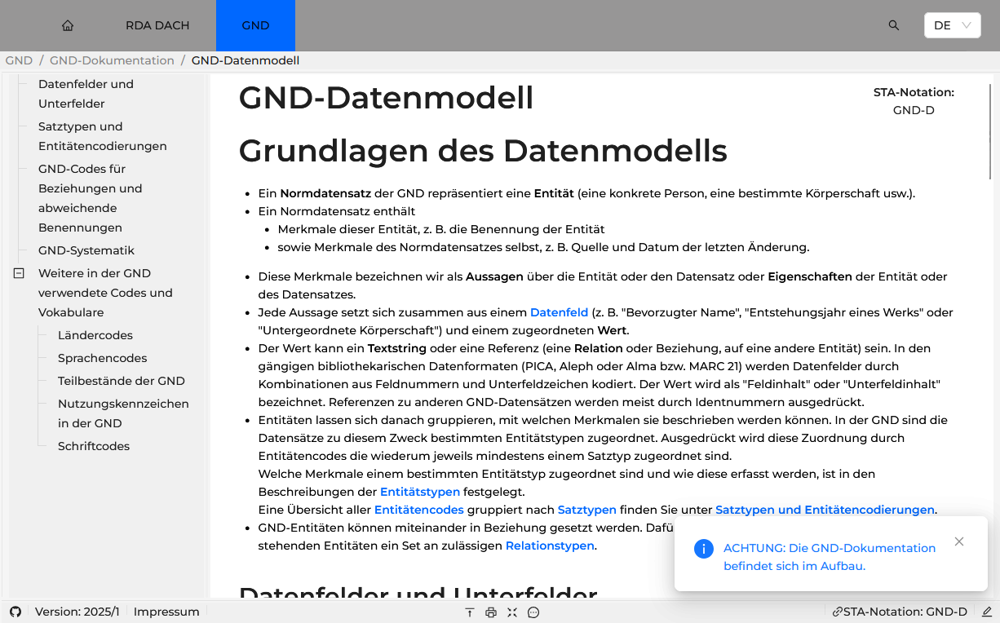 RDA DACH
GND
DE
GND / GND-Dokumentation / GND-Datenmodell
Datenfelder und
Unterfelder
Satztypen und
Entitätencodierungen
GND-Codes für
Beziehungen und
abweichende
Benennungen
GND-Systematik
Weitere in der GND
verwendete Codes und
Vokabulare
Ländercodes
Sprachencodes
Teilbestände der GND
Nutzungskennzeichen
in der GND
Schriftcodes
GND-Datenmodell
STA-Notation:
GND-D
Grundlagen des Datenmodells
• Ein Normdatensatz der GND repräsentiert eine Entität (eine konkrete Person, eine bestimmte Körperschaft usw.).
• Ein Normdatensatz enthält
• Merkmale dieser Entität, z. B. die Benennung der Entität
• sowie Merkmale des Normdatensatzes selbst, z. B. Quelle und Datum der letzten Änderung.
• Diese Merkmale bezeichnen wir als Aussagen über die Entität oder den Datensatz oder Eigenschaften der Entität oder
des Datensatzes.
• Jede Aussage setzt sich zusammen aus einem Datenfeld (z. B. "Bevorzugter Name", "Entstehungsjahr eines Werks" oder
"Untergeordnete Körperschaft") und einem zugeordneten Wert.
• Der Wert kann ein Textstring oder eine Referenz (eine Relation oder Beziehung, auf eine andere Entität) sein. In den
gängigen bibliothekarischen Datenformaten (PICA, Aleph oder Alma bzw. MARC 21) werden Datenfelder durch
Kombinationen aus Feldnummern und Unterfeldzeichen kodiert. Der Wert wird als "Feldinhalt" oder "Unterfeldinhalt"
bezeichnet. Referenzen zu anderen GND-Datensätzen werden meist durch Identnummern ausgedrückt.
• Entitäten lassen sich danach gruppieren, mit welchen Merkmalen sie beschrieben werden können. In der GND sind die
Datensätze zu diesem Zweck bestimmten Entitätstypen zugeordnet. Ausgedrückt wird diese Zuordnung durch
Entitätencodes die wiederum jeweils mindestens einem Satztyp zugeordnet sind.
Welche Merkmale einem bestimmten Entitätstyp zugeordnet sind und wie diese erfasst werden, ist in den
Beschreibungen der Entitätstypen festgelegt.
Eine Übersicht aller Entitätencodes gruppiert nach Satztypen finden Sie unter Satztypen und Entitätencodierungen.
• GND-Entitäten können miteinander in Beziehung gesetzt werden. Dafü
stehenden Entitäten ein Set an zulässigen Relationstypen.
ACHTUNG: Die GND-Dokumentation
befindet sich im Aufbau.
Datenfelder und Unterfelder
Version: 2025/1
Impressum
STA-Notation: GND-D